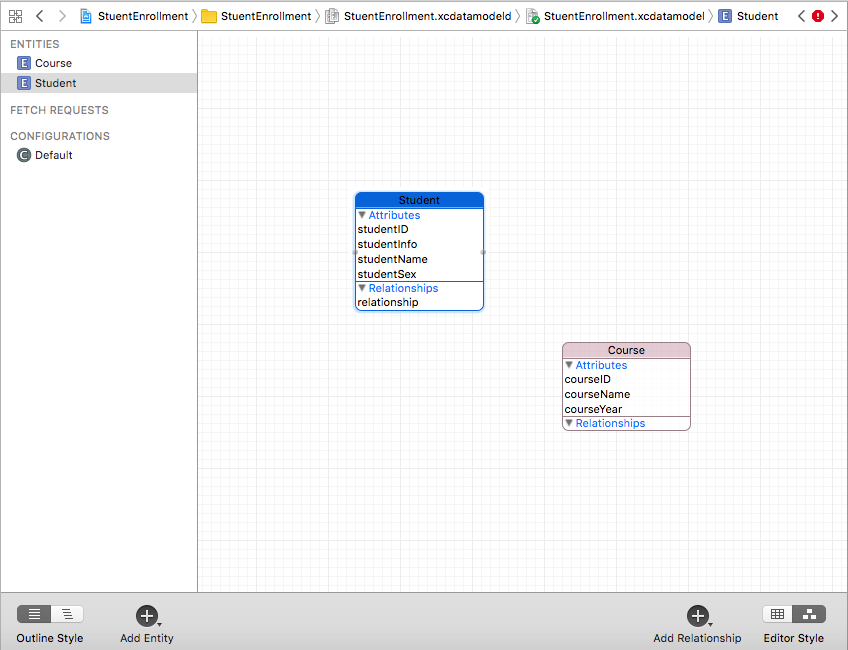 StuentEnrollment StuentEnrollment StuentEnrollment.xcdatamodeld StuentEnrollment.xcdatamodel E Student
ENTITIES
E Course
E Student
FETCH REQUESTS
CONFIGURATIONS
C Default
Student
Attributes
studentID
studentInfo
studentName
studentSex
Relationships
relationship
Course
Attributes
courseID
courseName
courseYear
Relationships
Outline Style Add Entity Add Relationship Editor Style